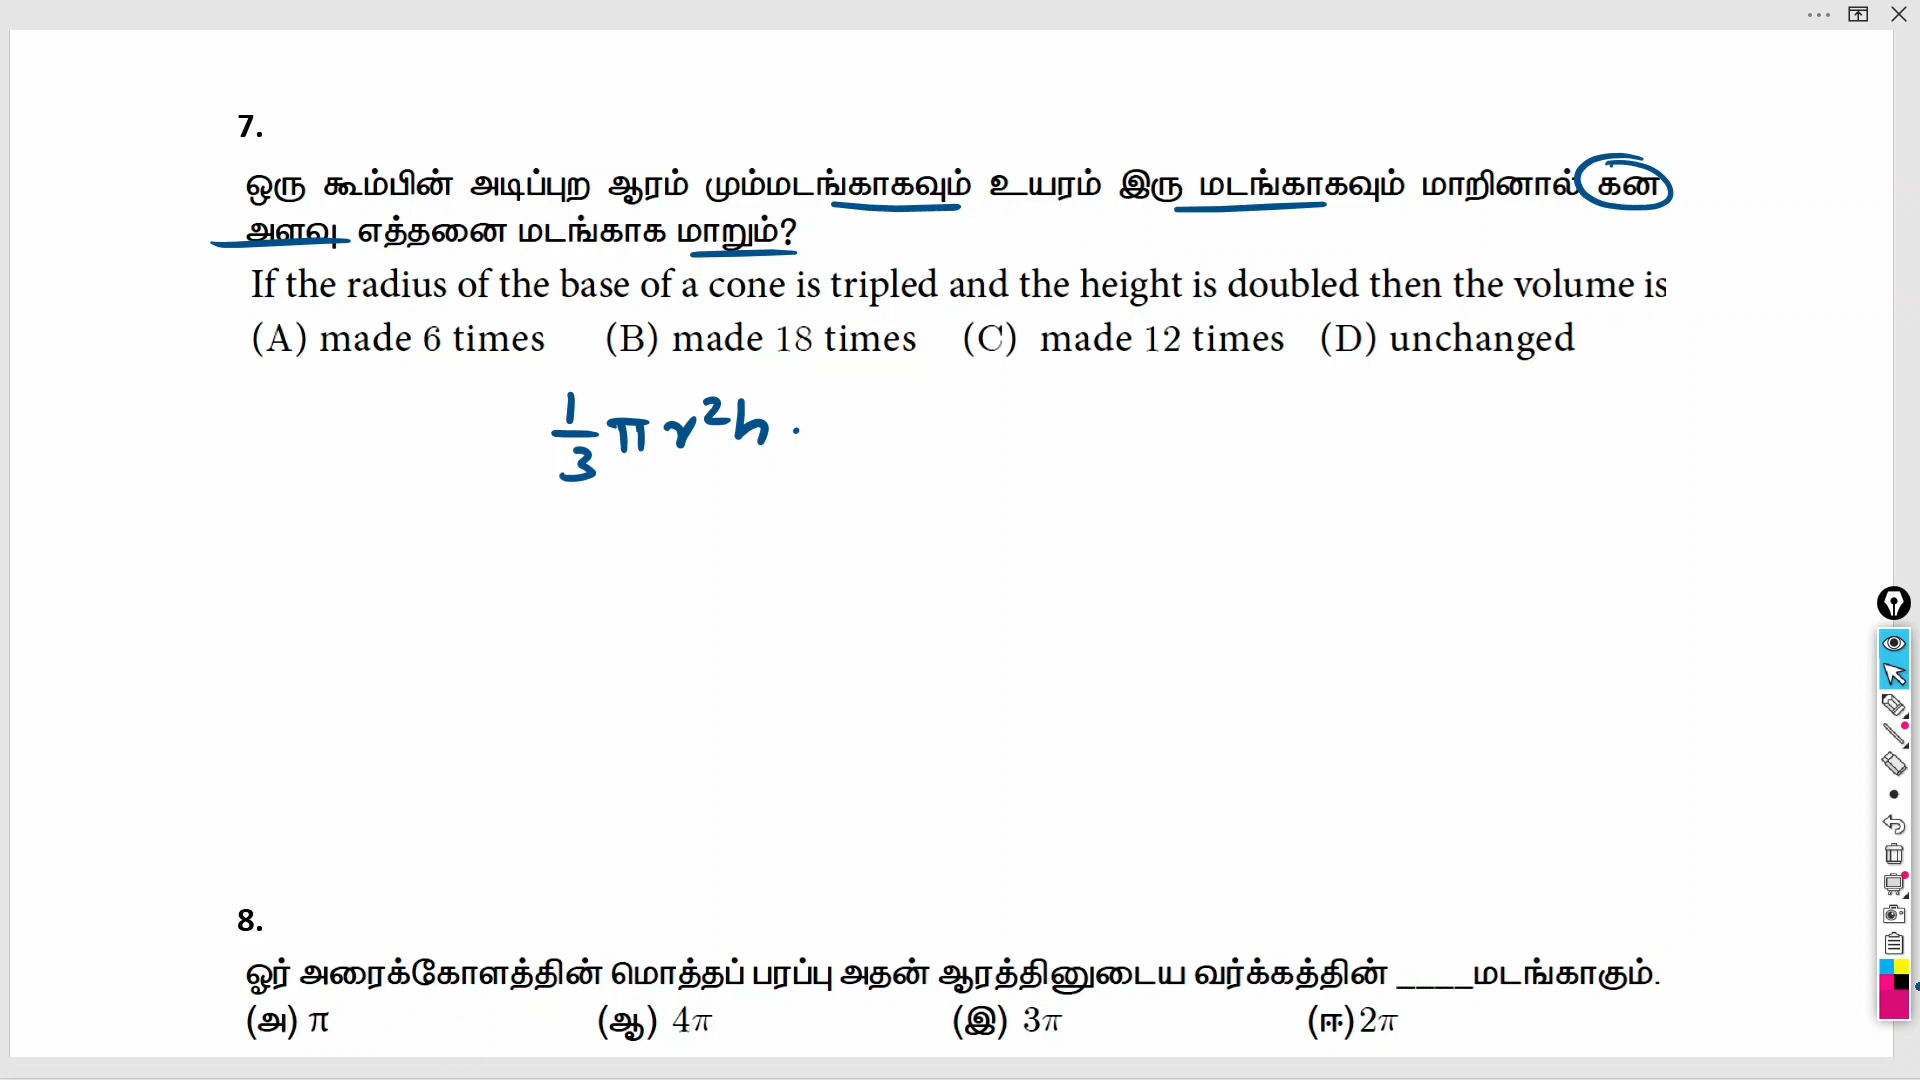 7.
ஒரு கூம்பின் அடிப்புற ஆரம் மும்மடங்காகவும் உயரம் இரு மடங்காகவும் மாறினால் கன
அளவு எத்தனை மடங்காக மாறும்?
If the radius of the base of a cone is tripled and the height is doubled then the volume is
(A) made 6 times (B) made 18 times (C) made 12 times (D) unchanged
1/3 πr²h.
8.
ஓர் அரைக்கோளத்தின் மொத்தப் பரப்பு அதன் ஆரத்தினுடைய வர்க்கத்தின் ____மடங்காகும்.
(அ) π (ஆ) 4π (இ) 3π (ஈ)2π